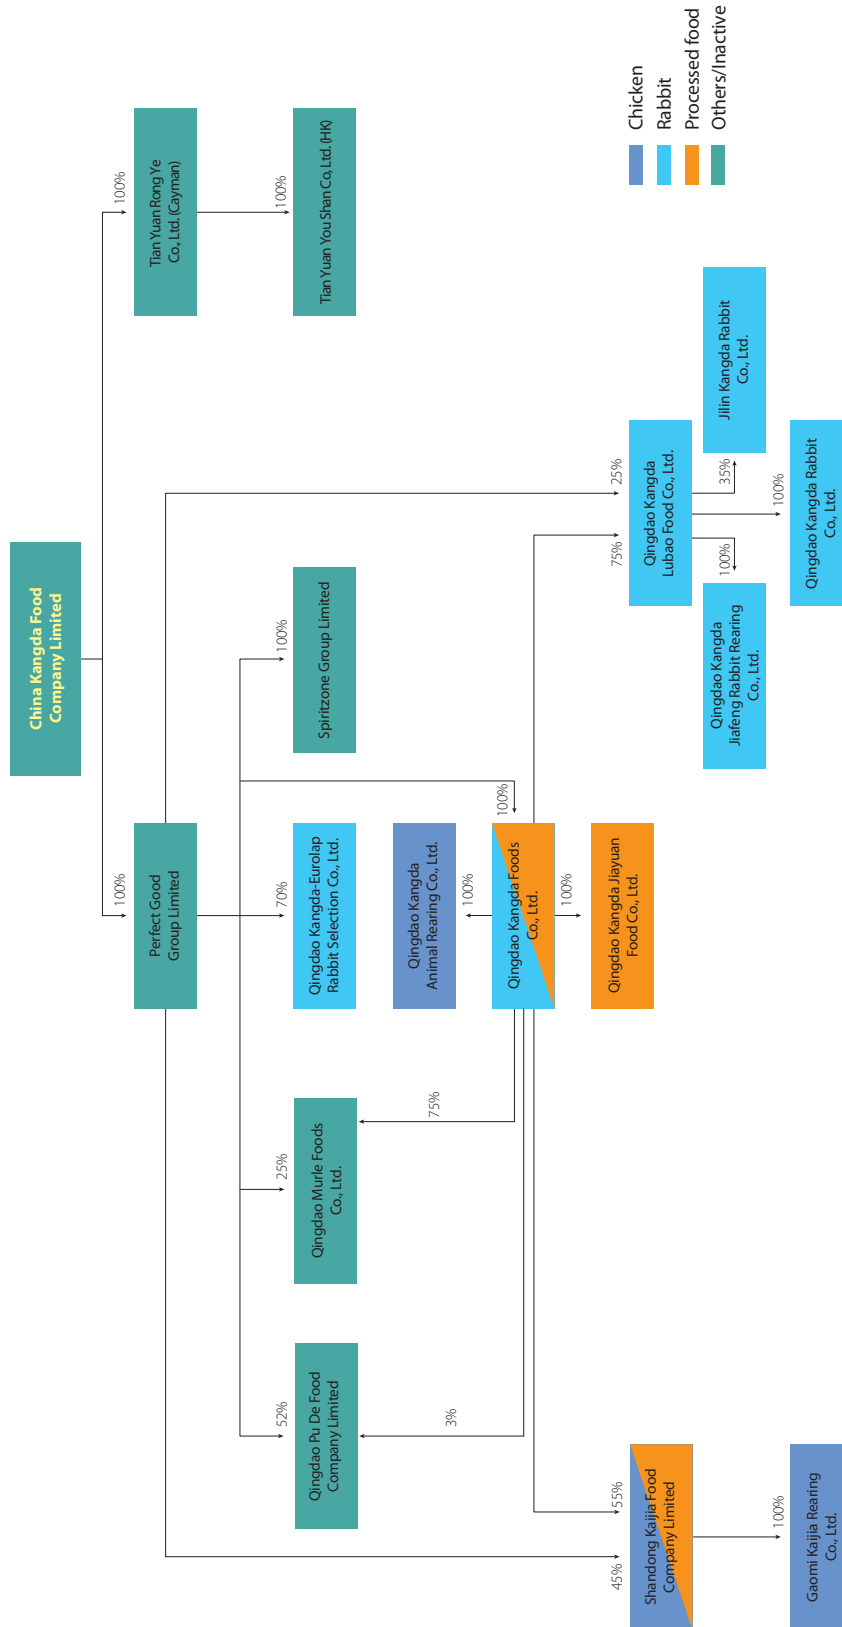 China Kangda Food
Company Limited
100%
100%
Perfect Good
Group Limited
Tian Yuan Rong Ye
Co., Ltd. (Cayman)
52%
25%
70%
100%
100%
Qingdao Pu De Food
Company Limited
Qingdao Murle Foods
Co., Ltd.
Qingdao Kangda-Eurolap
Rabbit Selection Co., Ltd.
Spiritzone Group Limited
Tian Yuan You Shan Co, Ltd. (HK)
Qingdao Kangda
Animal Rearing Co., Ltd.
3%
75%
100%
100%
Qingdao Kangda Foods
Co., Ltd.
100%
Qingdao Kangda Jiayuan
Food Co., Ltd.
45%
55%
75%
25%
Shandong Kaijia Food
Company Limited
Qingdao Kangda
Lubao Food Co., Ltd.
100%
35%
Qingdao Kangda
Jiafeng Rabbit Rearing
Co., Ltd.
Jilin Kangda Rabbit
Co., Ltd.
100%
100%
Gaomi Kaijia Rearing
Co., Ltd.
Qingdao Kangda Rabbit
Co., Ltd.
Chicken
Rabbit
Processed food
Others/Inactive